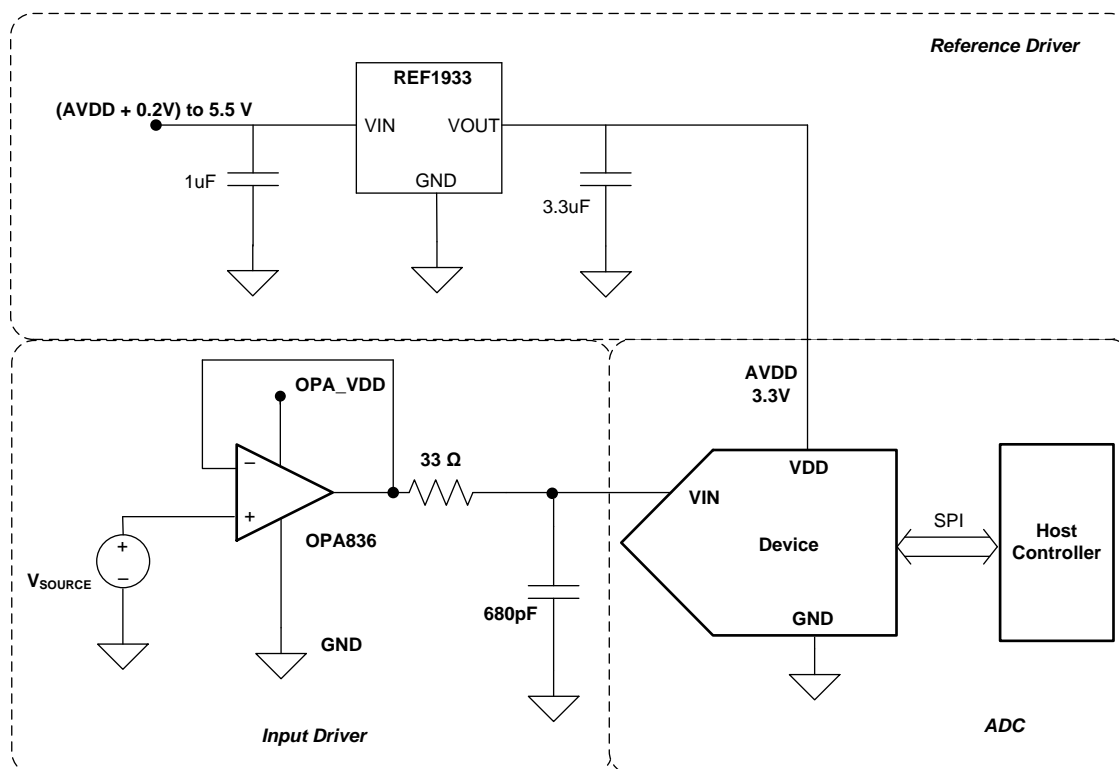 Reference Driver
REF1933
(AVDD + 0.2V) to 5.5 V
VIN
VOUT
GND
1uF
3.3uF
OPA_VDD
AVDD
3.3V
33 Ω
VDD
VIN
−
+
OPA836
Device
SPI
Host
Controller
+
−
VSOURCE
680pF
GND
GND
Input Driver
ADC